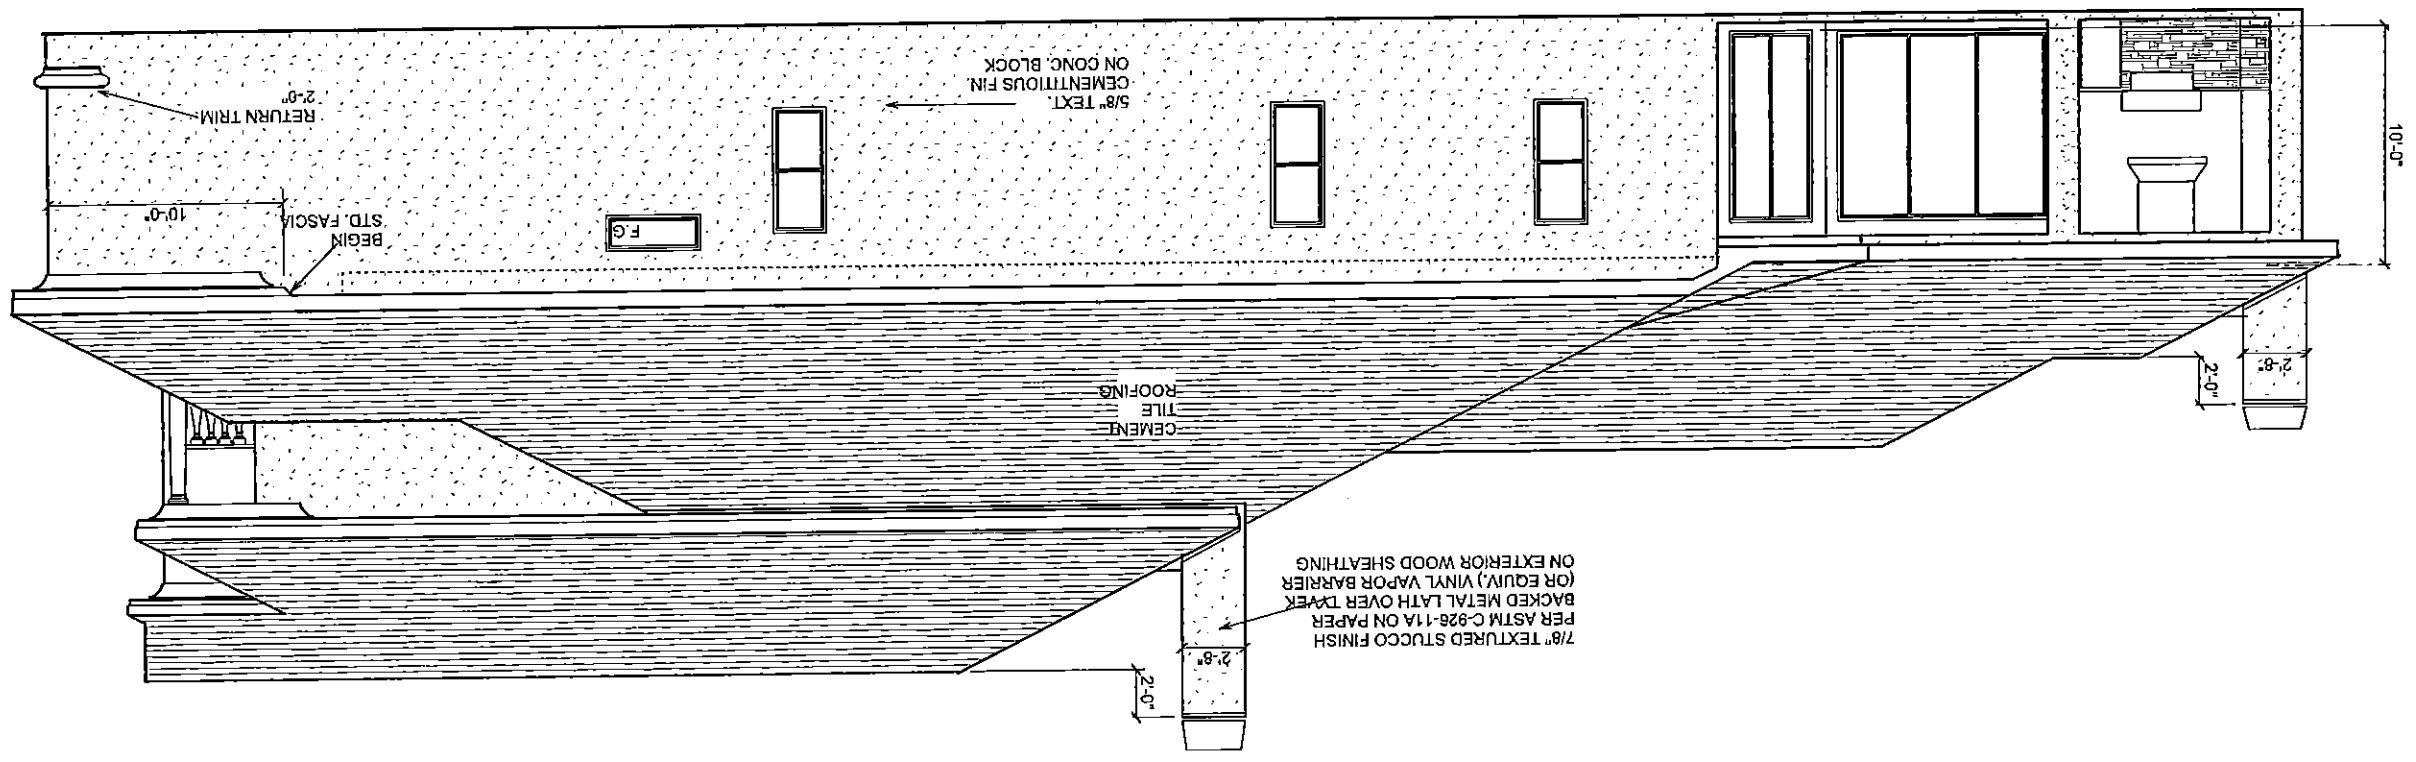 7/8" TEXTURED STUCCO FINISH
PER ASTM C-926-11A ON PAPER
BACKED METAL LATH OVER TYVEK
(OR EQUIV.) VINYL VAPOR BARRIER
ON EXTERIOR WOOD SHEATHING
2'-0"
2'-8"
2'-0"
2'-8"
CEMENT
TILE
ROOFING
BEGIN
STD. FASCIA
10'-0"
F.G
10'-0"
RETURN TRIM
2'-0"
5/8" TEXT.
CEMENTITIOUS FIN.
ON CONC. BLOCK